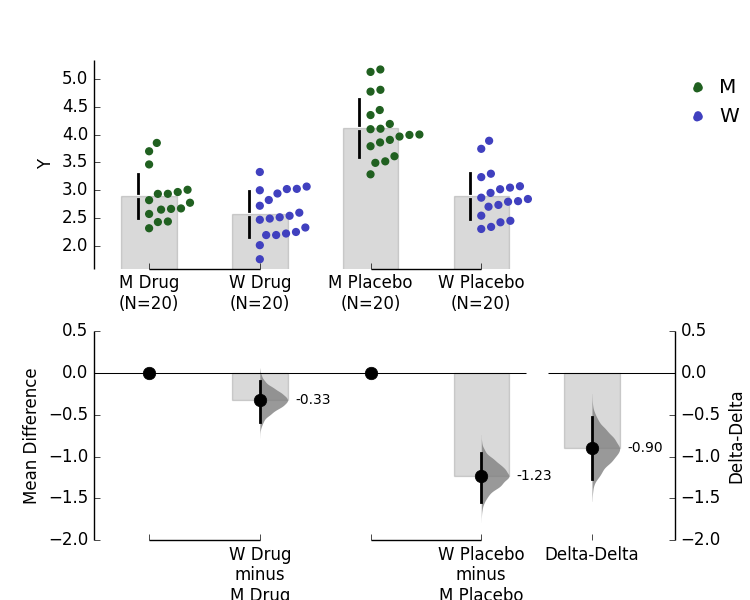 5.0
4.5
4.0
3.5
3.0
2.5
2.0
Y
M
W
M Drug
(N=20)
W Drug
(N=20)
M Placebo
(N=20)
W Placebo
(N=20)
0.5
0.0
−0.5
−1.0
−1.5
−2.0
Mean Difference
-0.33
-1.23
-0.90
0.5
0.0
−0.5
−1.0
−1.5
−2.0
Delta-Delta
W Drug
minus
M Drug
W Placebo
minus
M Placebo
Delta-Delta